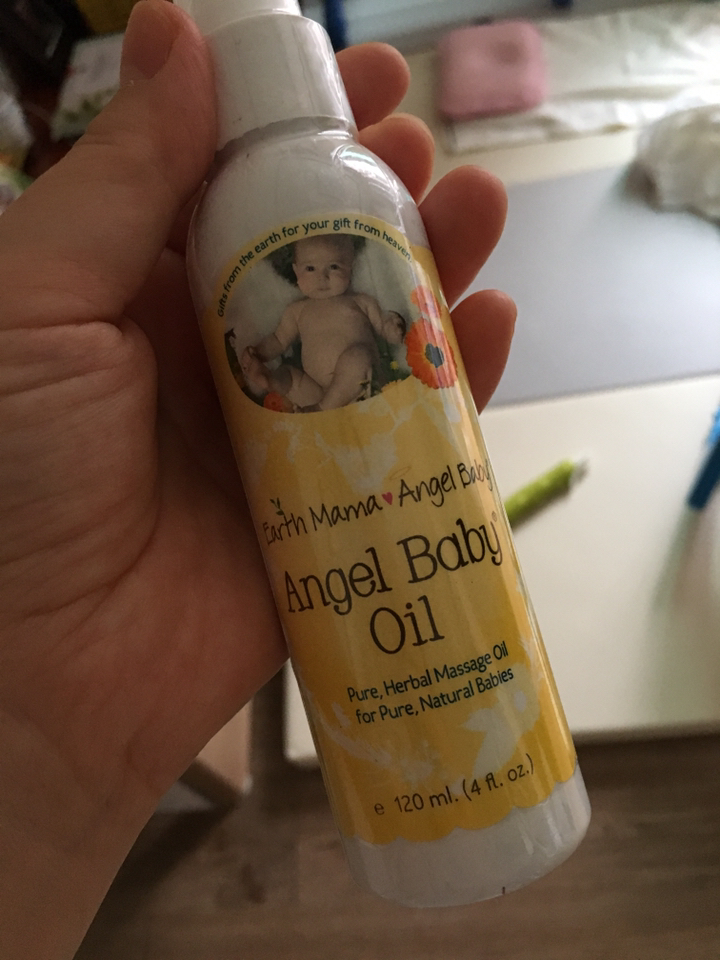 Gifts from the earth for your gift from heaven
Earth Mama Angel Baby
Angel Baby®
Oil
Pure, Herbal Massage Oil
for Pure, Natural Babies
e 120 ml. (4 fl. oz.)